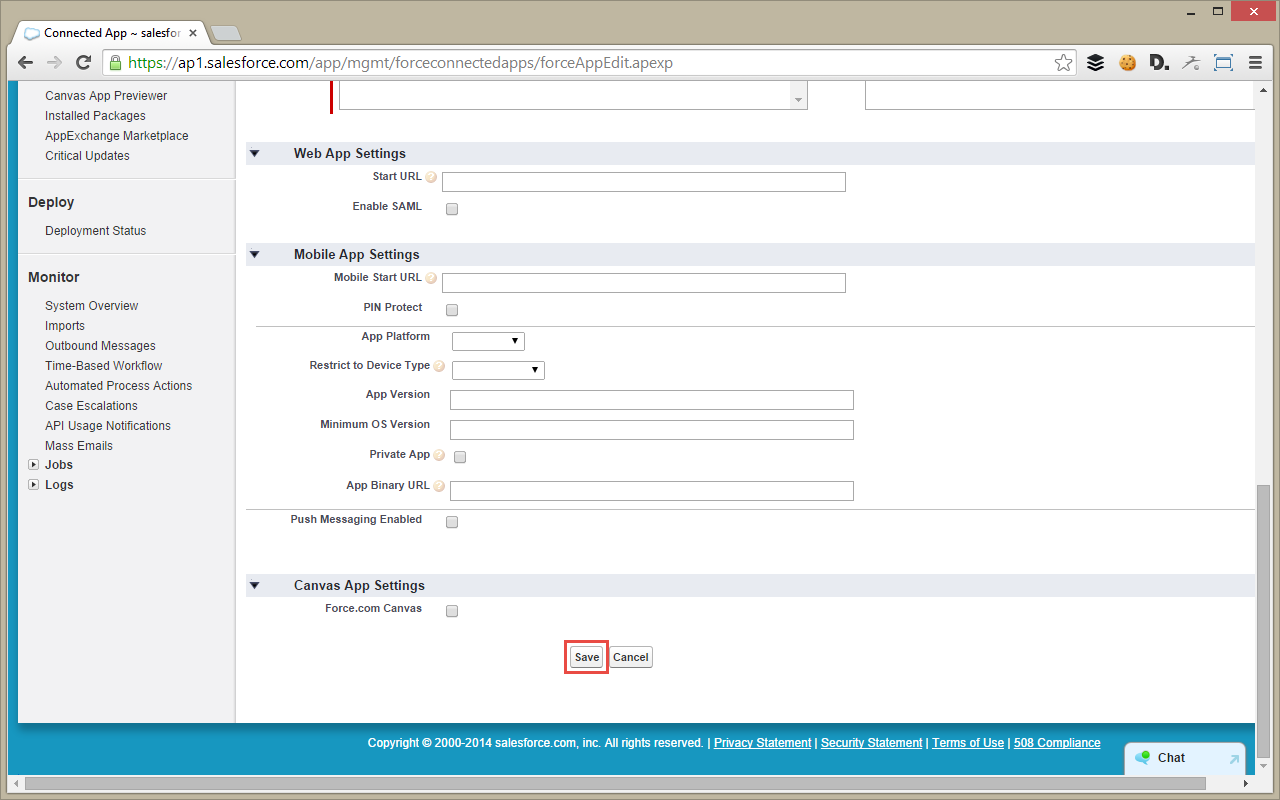 Connected App ~ salesfor
https://ap1.salesforce.com/app/mgmt/forceconnectedapps/forceAppEdit.apexp
D.
Canvas App Previewer
Installed Packages
AppExchange Marketplace
Critical Updates
Deploy
Deployment Status
Monitor
System Overview
Imports
Outbound Messages
Time-Based Workflow
Automated Process Actions
Case Escalations
API Usage Notifications
Mass Emails
Jobs
Logs
Web App Settings
Start URL ?
Enable SAML
Mobile App Settings
Mobile Start URL ?
PIN Protect
App Platform
Restrict to Device Type ?
App Version
Minimum OS Version
Private App ?
App Binary URL ?
Push Messaging Enabled
Canvas App Settings
Force.com Canvas
Save Cancel
Copyright © 2000-2014 salesforce.com, inc. All rights reserved. | Privacy Statement | Security Statement | Terms of Use | 508 Compliance
Chat